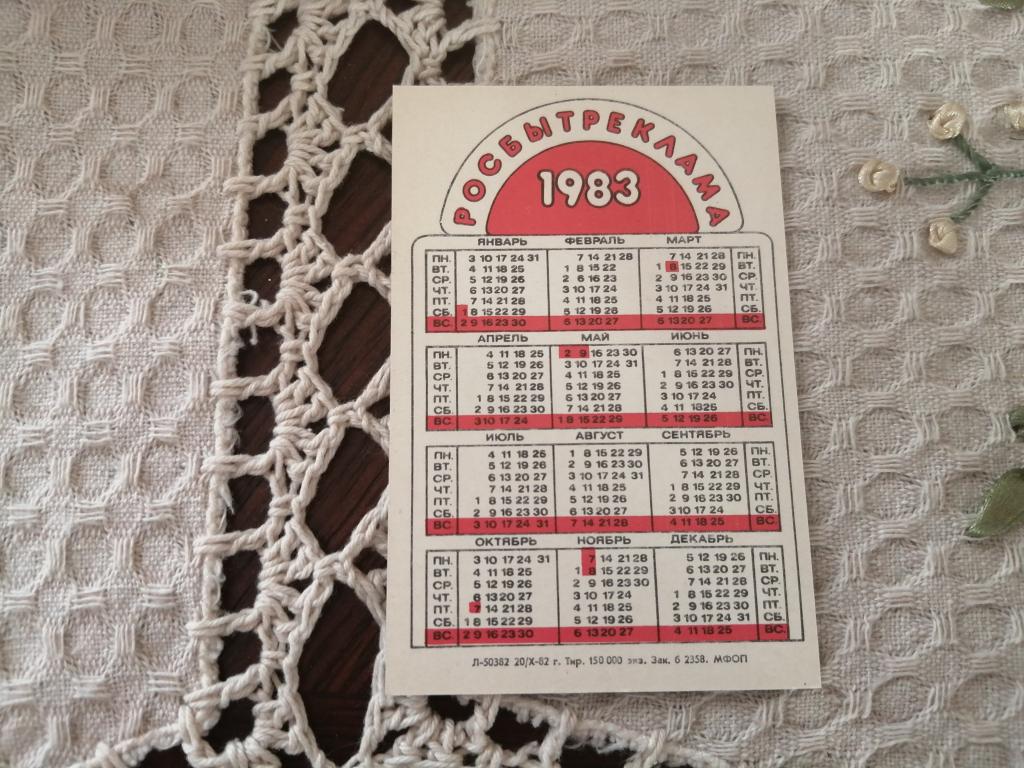 РОСБЫТРЕКЛАМА
1983
ЯНВАРЬ ФЕВРАЛЬ МАРТ
ПН. 3 10 17 24 31 7 14 21 28 7 14 21 28 ПН.
ВТ. 4 11 18 25 1 8 15 22 1 8 15 22 29 ВТ.
СР. 5 12 19 26 2 6 16 23 2 9 16 23 30 СР.
ЧТ. 6 13 20 27 3 10 17 24 3 10 17 24 31 ЧТ.
ПТ. 7 14 21 28 4 11 18 25 4 11 18 25 ПТ.
СБ. 1 8 15 22 29 5 12 19 26 5 12 19 26 СБ.
ВС. 2 9 16 23 30 6 13 20 27 6 13 20 27 ВС.
АПРЕЛЬ МАЙ ИЮНЬ
ПН. 4 11 18 25 2 9 16 23 30 6 13 20 27 ПН.
ВТ. 5 12 19 26 3 10 17 24 31 7 14 21 28 ВТ.
СР. 6 13 20 27 4 11 18 25 1 8 15 22 29 СР.
ЧТ. 7 14 21 28 5 12 19 26 2 9 16 23 30 ЧТ.
ПТ. 1 8 15 22 29 6 13 20 27 3 10 17 24 ПТ.
СБ. 2 9 16 23 30 7 14 21 28 4 11 18 25 СБ.
ВС. 3 10 17 24 1 8 15 22 29 5 12 19 26 ВС.
ИЮЛЬ АВГУСТ СЕНТЯБРЬ
ПН. 4 11 18 25 1 8 15 22 29 5 12 19 26 ПН.
ВТ. 5 12 19 26 2 9 16 23 30 6 13 20 27 ВТ.
СР. 6 13 20 27 3 10 17 24 31 7 14 21 28 СР.
ЧТ. 7 14 21 28 4 11 18 25 1 8 15 22 29 ЧТ.
ПТ. 1 8 15 22 29 5 12 19 26 2 9 16 23 30 ПТ.
СБ. 2 9 16 23 30 6 13 20 27 3 10 17 24 СБ.
ВС. 3 10 17 24 31 7 14 21 28 4 11 18 25 ВС.
ОКТЯБРЬ НОЯБРЬ ДЕКАБРЬ
ПН. 3 10 17 24 31 7 14 21 28 5 12 19 26 ПН.
ВТ. 4 11 18 25 1 8 15 22 29 6 13 20 27 ВТ.
СР. 5 12 19 26 2 9 16 23 30 7 14 21 28 СР.
ЧТ. 6 13 20 27 3 10 17 24 1 8 15 22 29 ЧТ.
ПТ. 7 14 21 28 4 11 18 25 2 9 16 23 30 ПТ.
СБ. 1 8 15 22 29 5 12 19 26 3 10 17 24 31 СБ.
ВС. 2 9 16 23 30 6 13 20 27 4 11 18 25 ВС.
Л-50382 20/X-82 г. Тир. 150 000 экз. Зак. 6 2358. МФОП